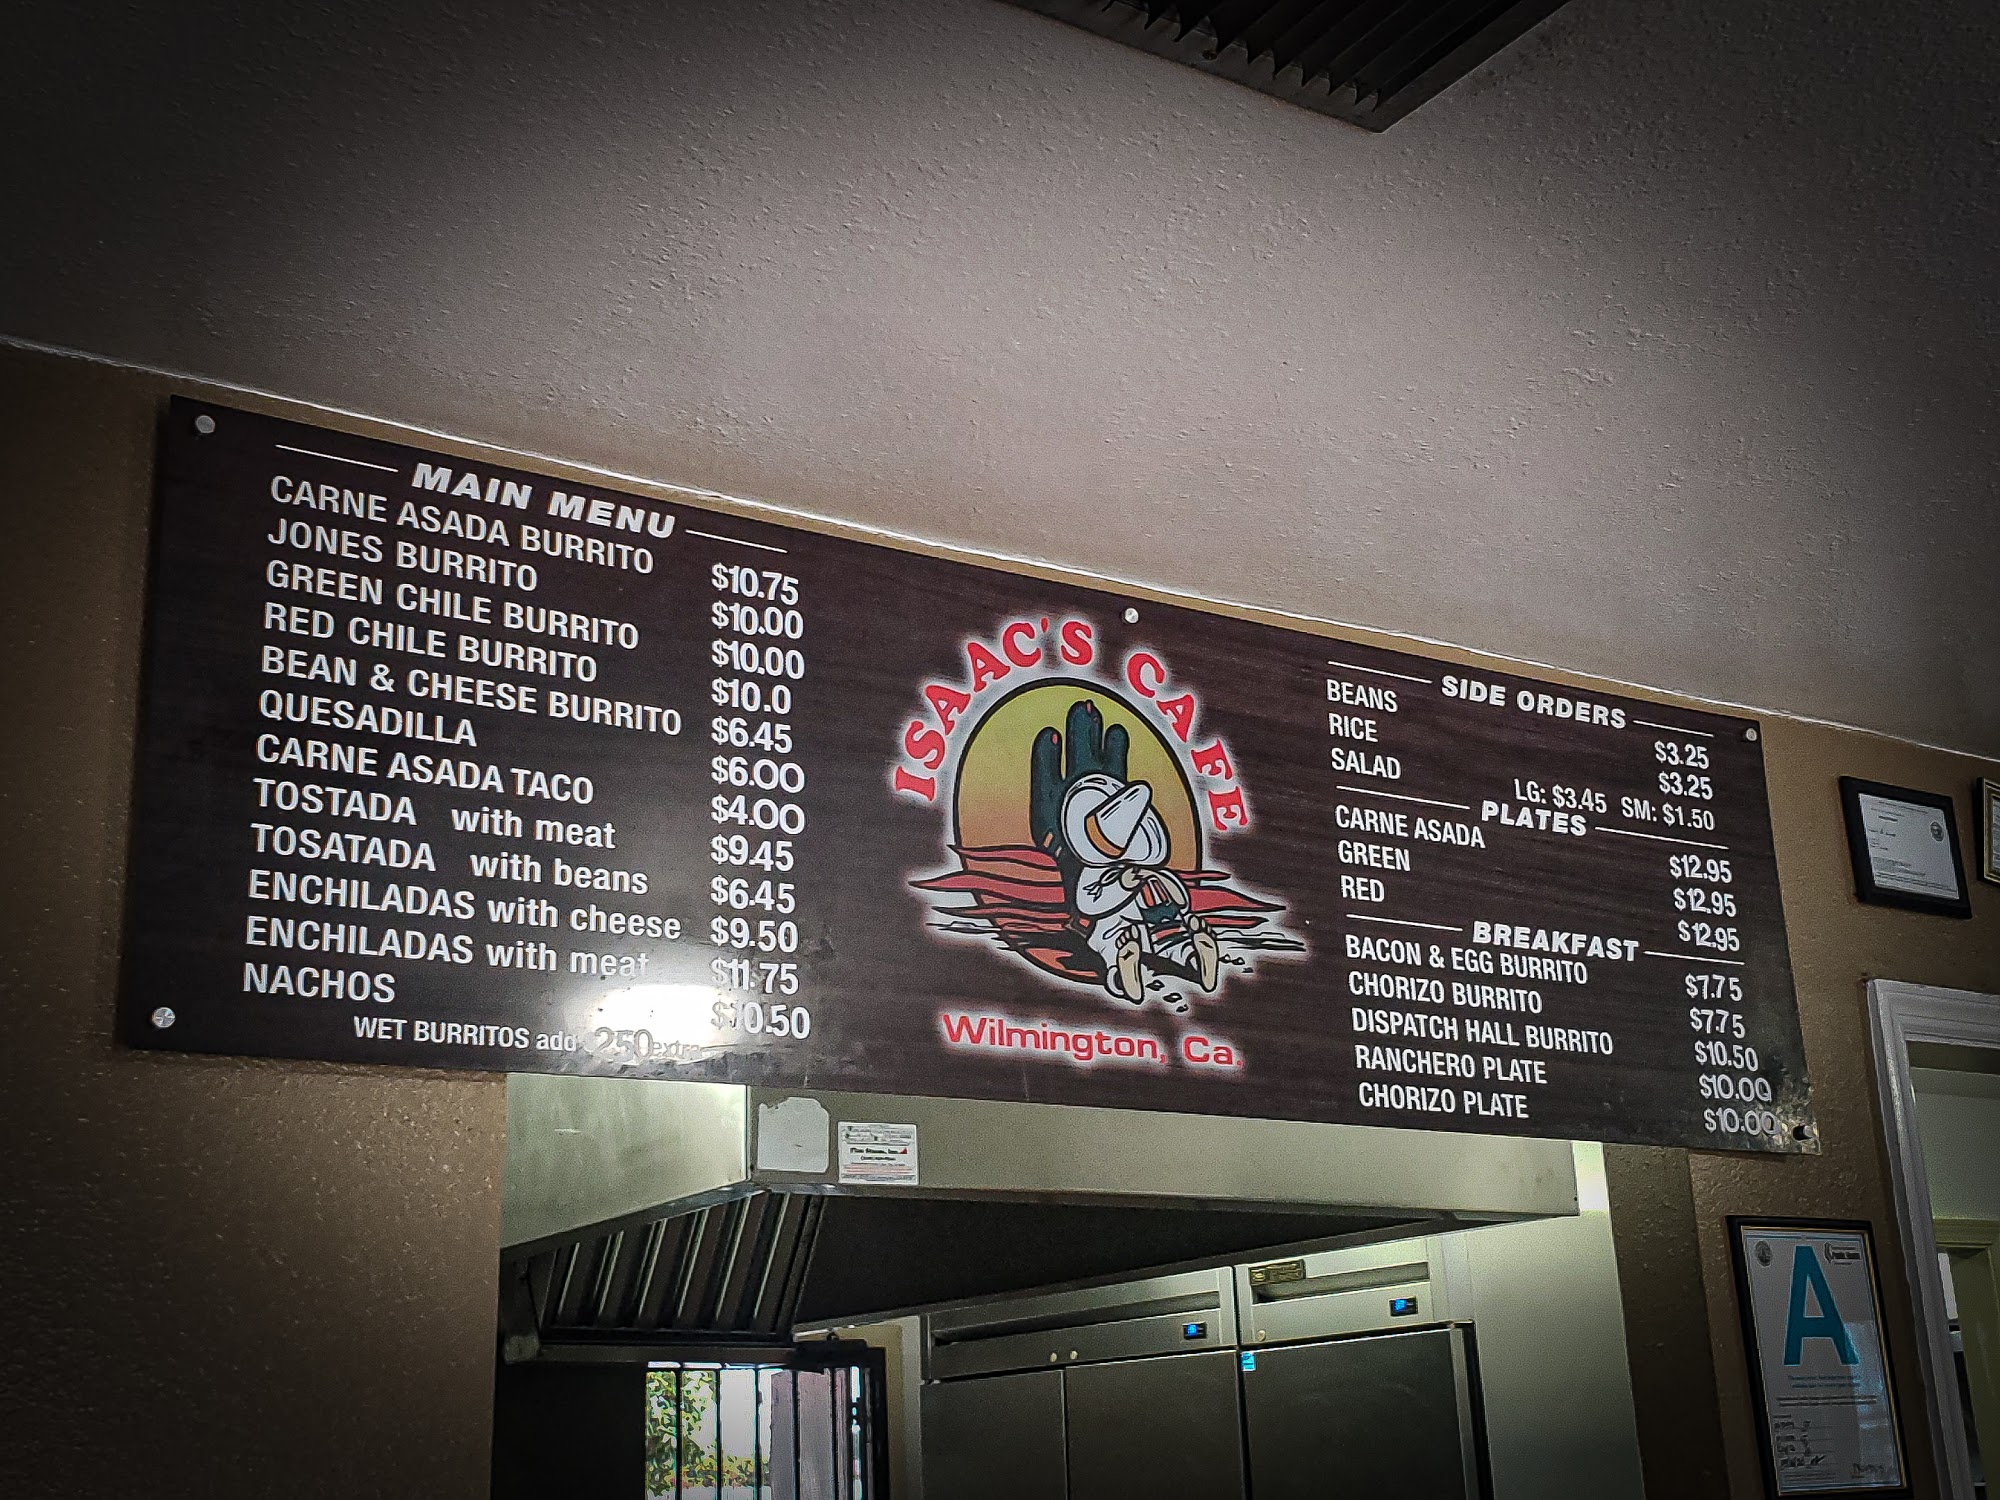 MAIN MENU
CARNE ASADA BURRITO $10.75
JONES BURRITO $10.00
GREEN CHILE BURRITO $10.00
RED CHILE BURRITO $10.0
BEAN & CHEESE BURRITO $6.45
QUESADILLA $6.00
CARNE ASADA TACO $4.00
TOSTADA with meat $9.45
TOSATADA with beans $6.45
ENCHILADAS with cheese $9.50
ENCHILADAS with meat $11.75
NACHOS $10.50
WET BURRITOS add 250 extra
ISAAC'S CAFE
Wilmington, Ca.
SIDE ORDERS
BEANS $3.25
RICE $3.25
SALAD LG: $3.45 SM: $1.50
PLATES
CARNE ASADA $12.95
GREEN $12.95
RED $12.95
BREAKFAST
BACON & EGG BURRITO $7.75
CHORIZO BURRITO $7.75
DISPATCH HALL BURRITO $10.50
RANCHERO PLATE $10.00
CHORIZO PLATE $10.00
A